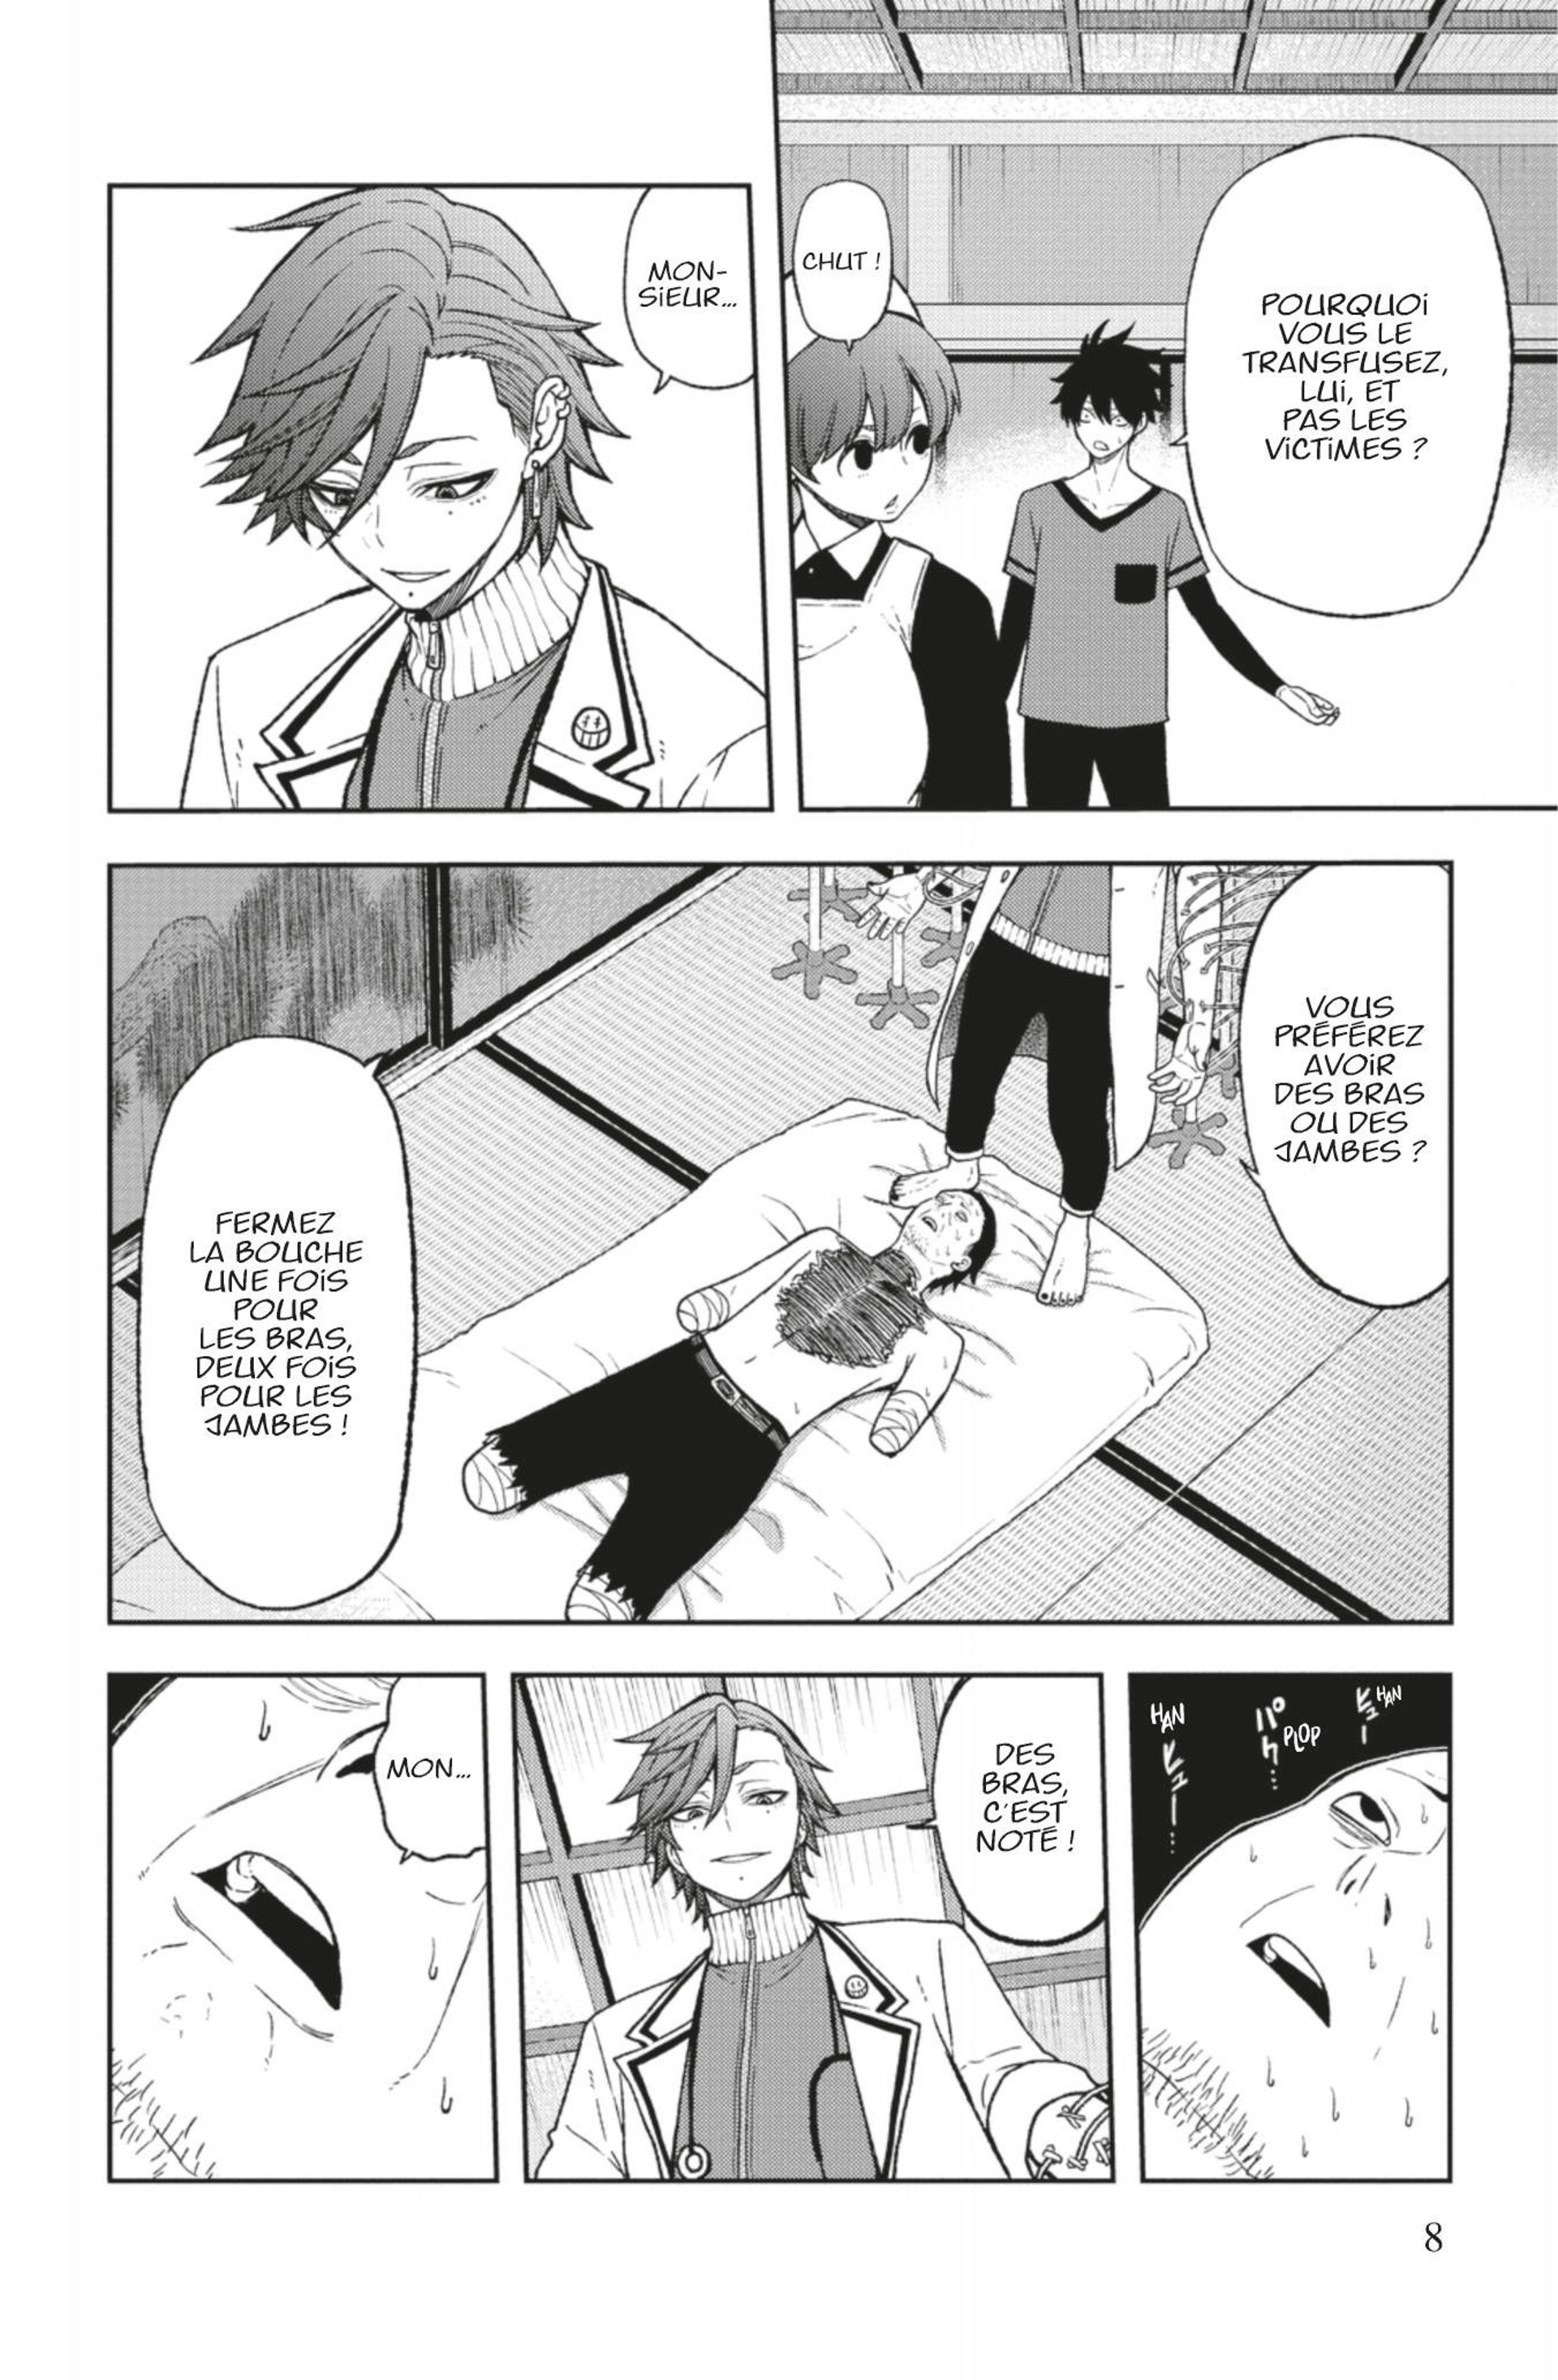 POURQUOI
VOUS LE
TRANSFUSEZ,
LUI, ET
PAS LES
VICTIMES ?
CHUT !
MON-
SIEUR...
VOUS
PRÉFÉREZ
AVOIR
DES BRAS
OU DES
JAMBES ?
FERMEZ
LA BOUCHE
UNE FOIS
POUR
LES BRAS,
DEUX FOIS
POUR LES
JAMBES !
ヒュー
HAN
パク…
PLOP
HAN
ヒュー…
DES
BRAS,
C'EST
NOTÉ !
MON...
8